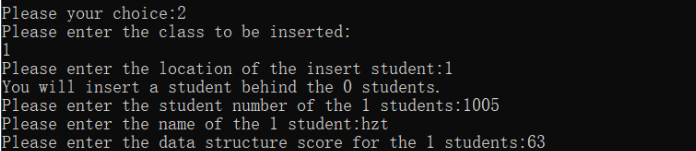 Please your choice:2
Please enter the class to be inserted:
1
Please enter the location of the insert student:1
You will insert a student behind the 0 students.
Please enter the student number of the 1 students:1005
Please enter the name of the 1 student:hzt
Please enter the data structure score for the 1 students:63